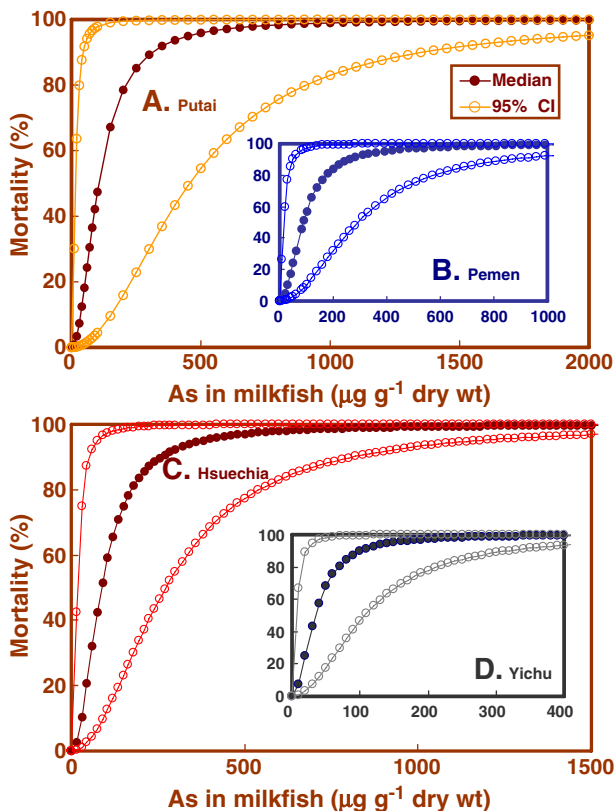 100
80
60
40
20
0
Mortality (%)
A. Putai
Median
95% CI
100
80
60
40
20
0
B. Pemen
0 200 400 600 800 1000
0 500 1000 1500 2000
As in milkfish (μg g-1 dry wt)
100
80
60
40
20
0
Mortality (%)
C. Hsuechia
100
80
60
40
20
0
D. Yichu
0 100 200 300 400
0 500 1000 1500
As in milkfish (μg g-1 dry wt)